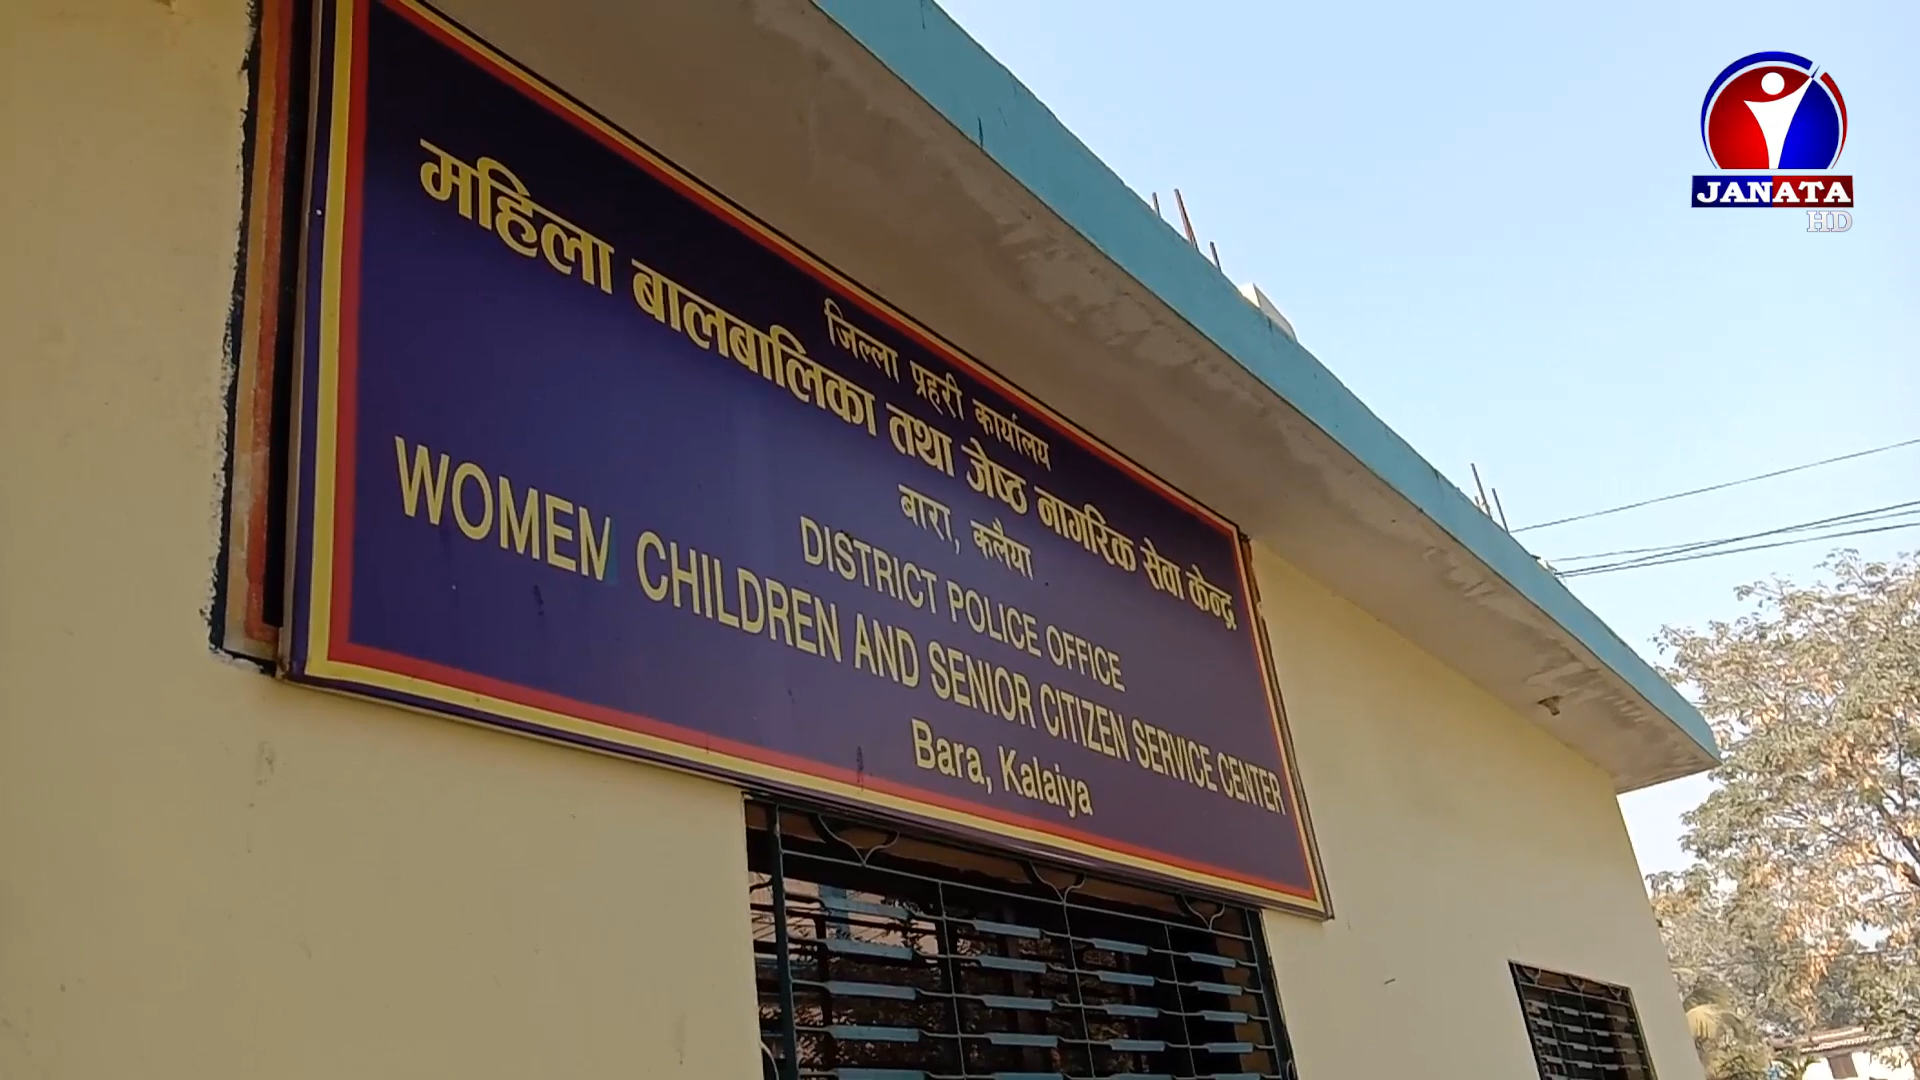 जिल्ला प्रहरी कार्यालय
महिला बालबालिका तथा जेष्ठ नागरिक सेवा केन्द्र
बारा, कलैया
DISTRICT POLICE OFFICE
WOMEN CHILDREN AND SENIOR CITIZEN SERVICE CENTER
Bara, Kalaiya
JANATA
HD